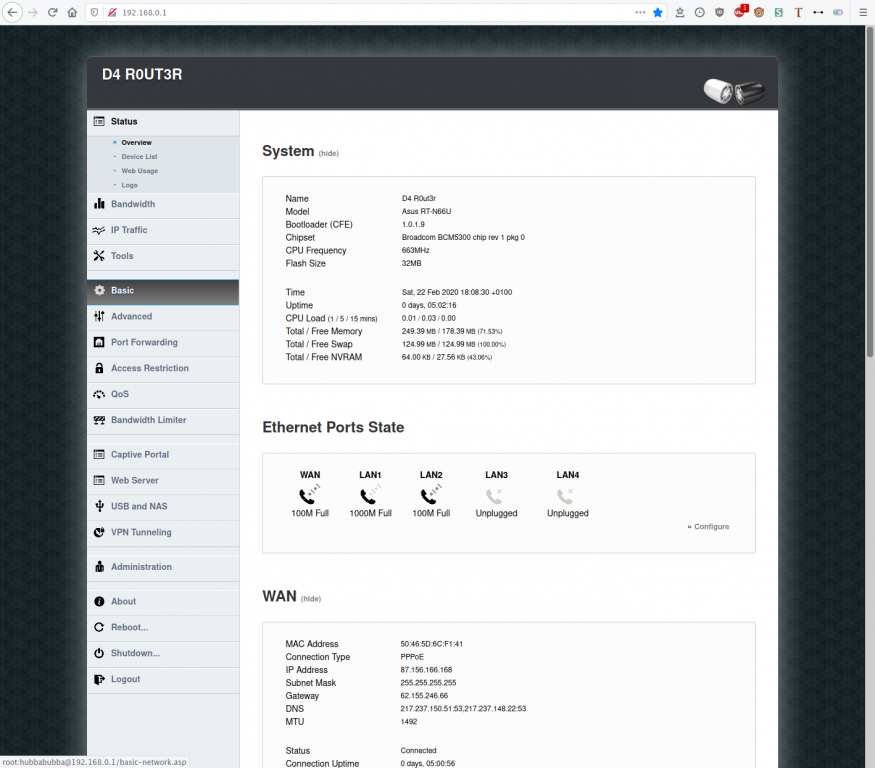 192.168.0.1
1
D4 R0UT3R
Status
Overview
Device List
Web Usage
Logs
Bandwidth
IP Traffic
Tools
Basic
Advanced
Port Forwarding
Access Restriction
QoS
Bandwidth Limiter
Captive Portal
Web Server
USB and NAS
VPN Tunneling
Administration
About
Reboot...
Shutdown...
Logout
System (hide)
Name D4 R0ut3r
Model Asus RT-N66U
Bootloader (CFE) 1.0.1.9
Chipset Broadcom BCM5300 chip rev 1 pkg 0
CPU Frequency 663MHz
Flash Size 32MB
Time Sat, 22 Feb 2020 18:08:30 +0100
Uptime 0 days, 05:02:16
CPU Load (1 / 5 / 15 mins) 0.01 / 0.03 / 0.00
Total / Free Memory 249.39 MB / 178.39 MB (71.53%)
Total / Free Swap 124.99 MB / 124.99 MB (100.00%)
Total / Free NVRAM 64.00 KB / 27.56 KB (43.06%)
Ethernet Ports State
WAN LAN1 LAN2 LAN3 LAN4
100M Full 1000M Full 100M Full Unplugged Unplugged
» Configure
WAN (hide)
MAC Address 50:46:5D:6C:F1:41
Connection Type PPPoE
IP Address 87.156.166.168
Subnet Mask 255.255.255.255
Gateway 62.155.246.66
DNS 217.237.150.51:53,217.237.148.22:53
MTU 1492
Status Connected
Connection Uptime 0 days, 05:00:56
root:hubbabubba@192.168.0.1/basic-network.asp